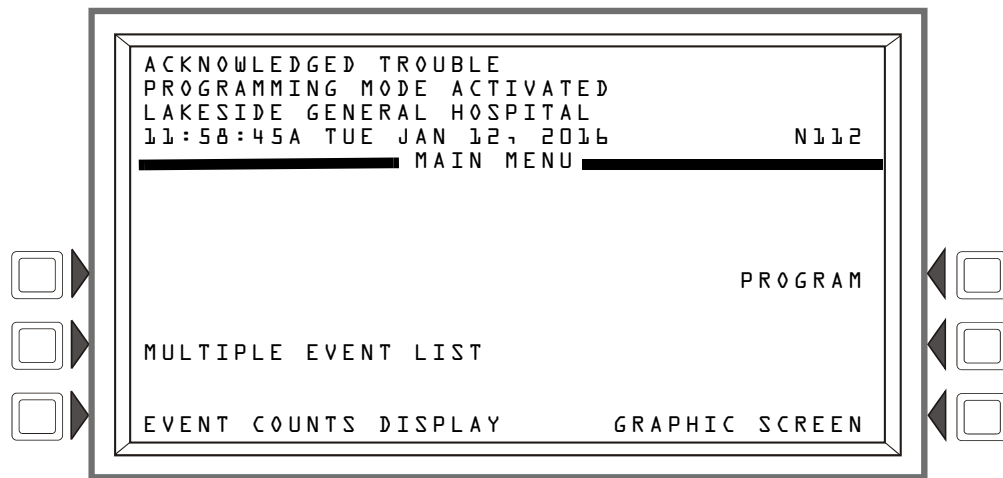 ACKNOWLEDGED TROUBLE
PROGRAMMING MODE ACTIVATED
LAKESIDE GENERAL HOSPITAL
11:58:45A TUE JAN 12, 2016 N112
MAIN MENU
PROGRAM
MULTIPLE EVENT LIST
EVENT COUNTS DISPLAY GRAPHIC SCREEN